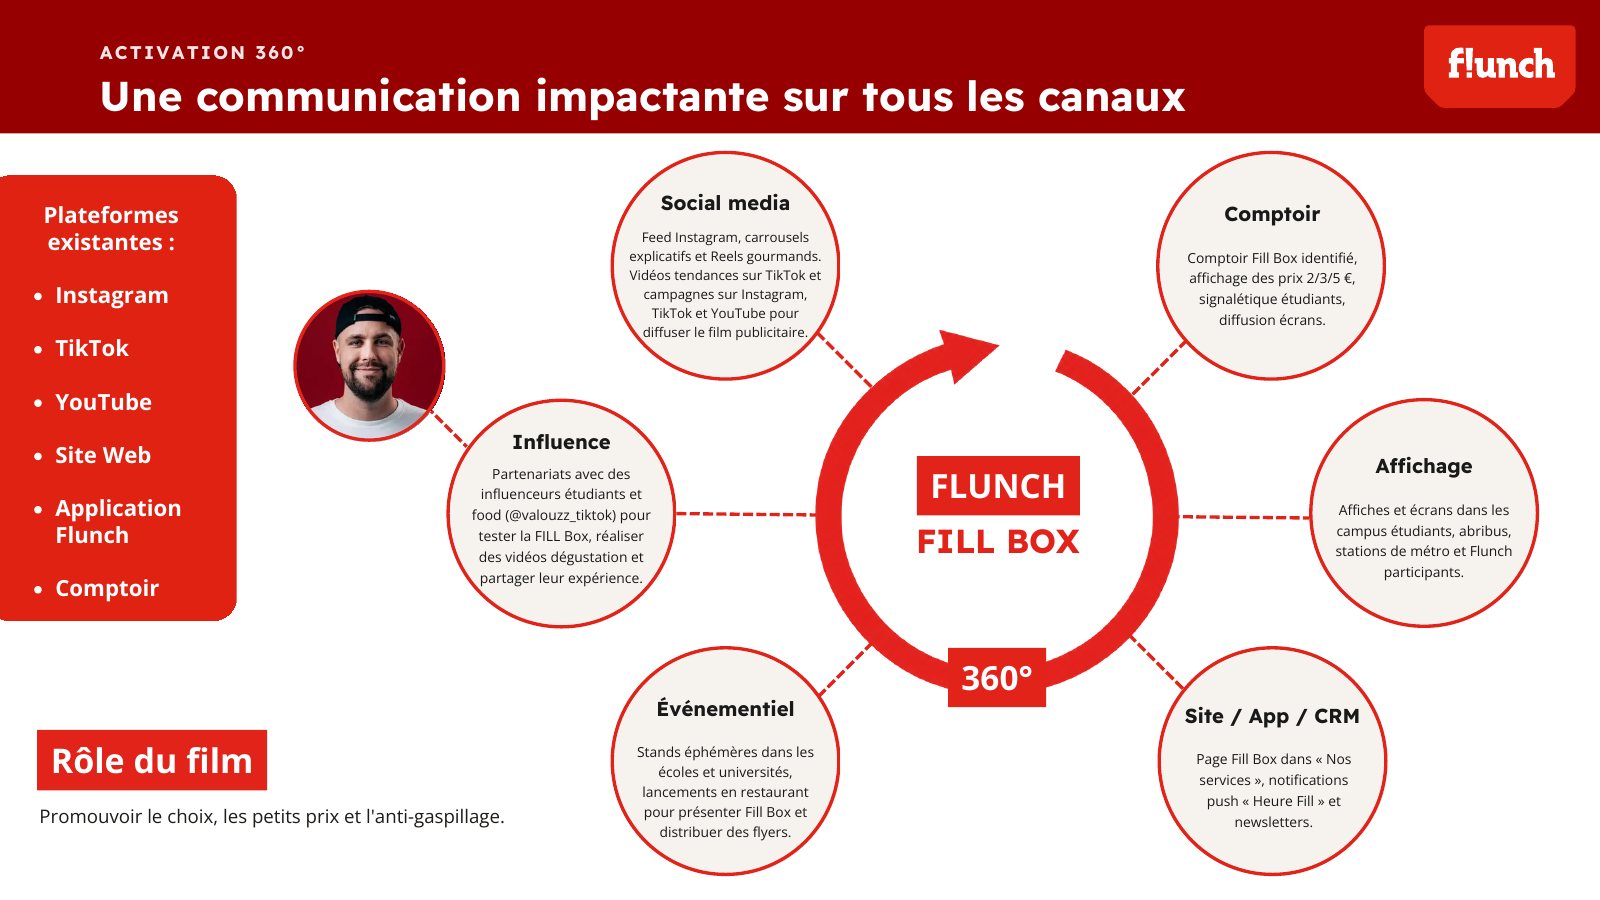 ACTIVATION 360°
Une communication impactante sur tous les canaux
flunch
Plateformes
existantes :
• Instagram
• TikTok
• YouTube
• Site Web
• Application
Flunch
• Comptoir
Social media
Feed Instagram, carrousels
explicatifs et Reels gourmands.
Vidéos tendances sur TikTok et
campagnes sur Instagram,
TikTok et YouTube pour
diffuser le film publicitaire.
Comptoir
Comptoir Fill Box identifié,
affichage des prix 2/3/5 €,
signalétique étudiants,
diffusion écrans.
Influence
Partenariats avec des
influenceurs étudiants et
food (@valouzz_tiktok) pour
tester la FILL Box, réaliser
des vidéos dégustation et
partager leur expérience.
FLUNCH
FILL BOX
360°
Affichage
Affiches et écrans dans les
campus étudiants, abribus,
stations de métro et Flunch
participants.
Événementiel
Stands éphémères dans les
écoles et universités,
lancements en restaurant
pour présenter Fill Box et
distribuer des flyers.
Site / App / CRM
Page Fill Box dans « Nos
services », notifications
push « Heure Fill » et
newsletters.
Rôle du film
Promouvoir le choix, les petits prix et l'anti-gaspillage.